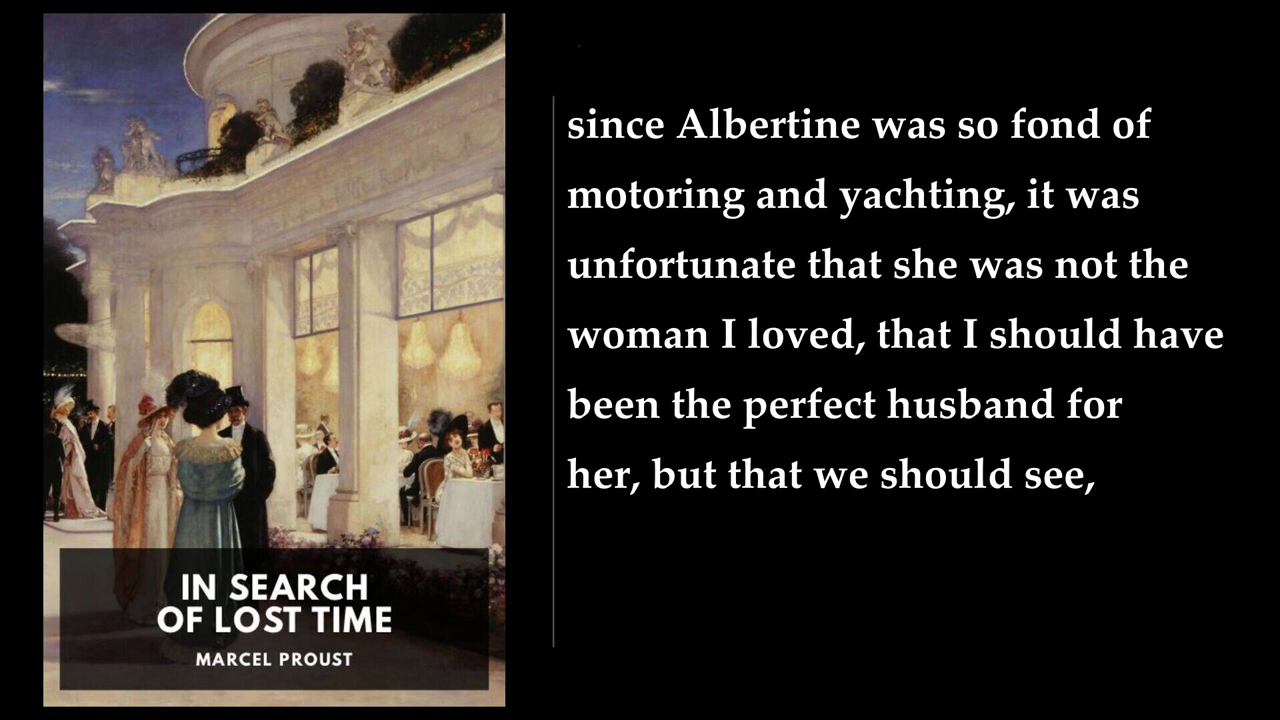 since Albertine was so fond of
motoring and yachting, it was
unfortunate that she was not the
woman I loved, that I should have
been the perfect husband for
her, but that we should see,
IN SEARCH
OF LOST TIME
MARCEL PROUST